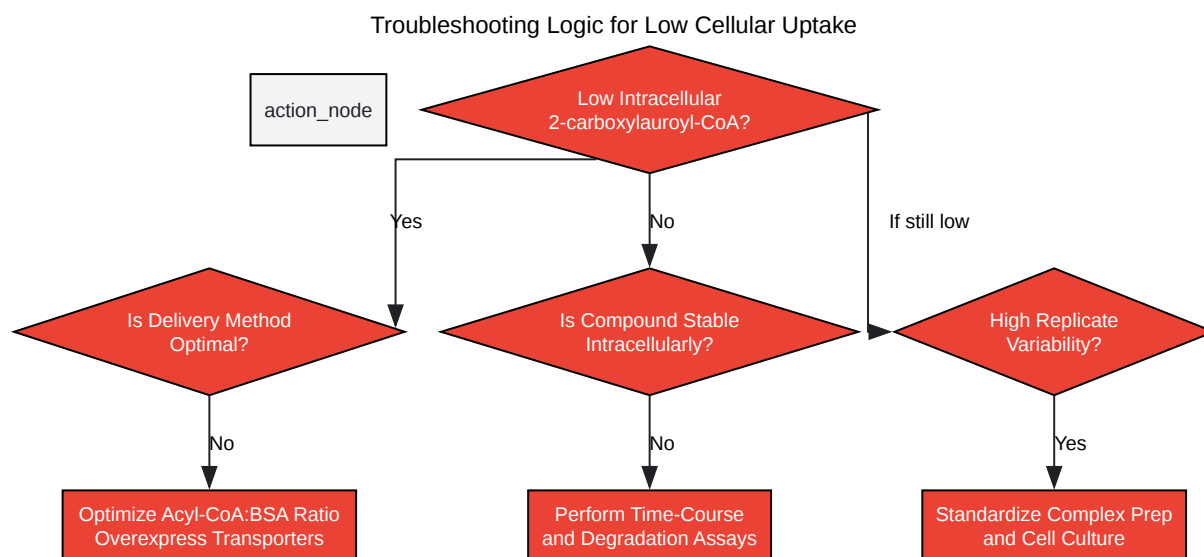 Troubleshooting Logic for Low Cellular Uptake
action_node
Low Intracellular
2-carboxylauroyl-CoA?
Yes
No
If still low
Is Delivery Method
Optimal?
Is Compound Stable
Intracellularly?
High Replicate
Variability?
No
No
Yes
Optimize Acyl-CoA:BSA Ratio
Overexpress Transporters
Perform Time-Course
and Degradation Assays
Standardize Complex Prep
and Cell Culture